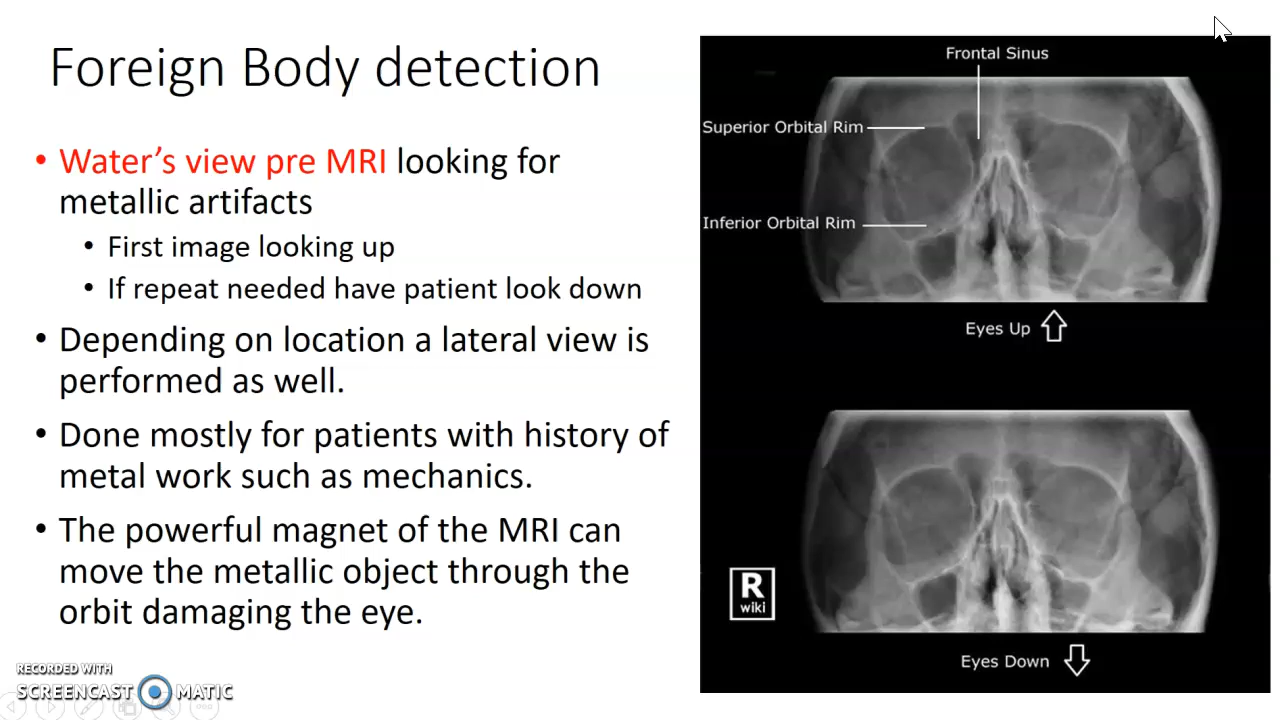 Foreign Body detection
• Water's view pre MRI looking for
metallic artifacts
• First image looking up
• If repeat needed have patient look down
• Depending on location a lateral view is
performed as well.
• Done mostly for patients with history of
metal work such as mechanics.
• The powerful magnet of the MRI can
move the metallic object through the
orbit damaging the eye.
Frontal Sinus
Superior Orbital Rim
Inferior Orbital Rim
Eyes Up
R
wiki
Eyes Down
RECORDED WITH
SCREENCAST MATIC